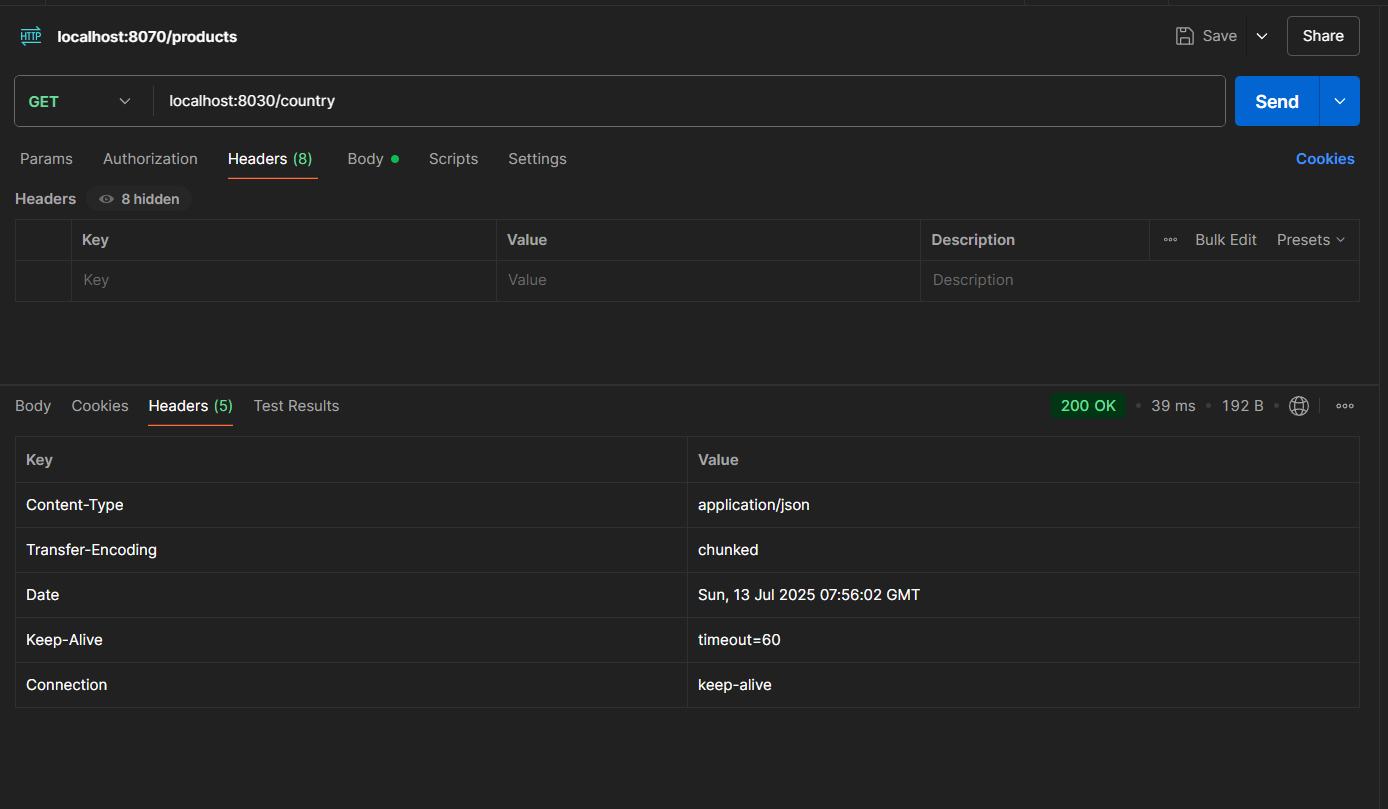 HTTP localhost:8070/products Save Share
GET localhost:8030/country Send
Params Authorization Headers (8) Body Scripts Settings Cookies
Headers 8 hidden
Key Value Description Bulk Edit Presets
Key Value Description
Body Cookies Headers (5) Test Results 200 OK • 39 ms • 192 B •
Key Value
Content-Type application/json
Transfer-Encoding chunked
Date Sun, 13 Jul 2025 07:56:02 GMT
Keep-Alive timeout=60
Connection keep-alive